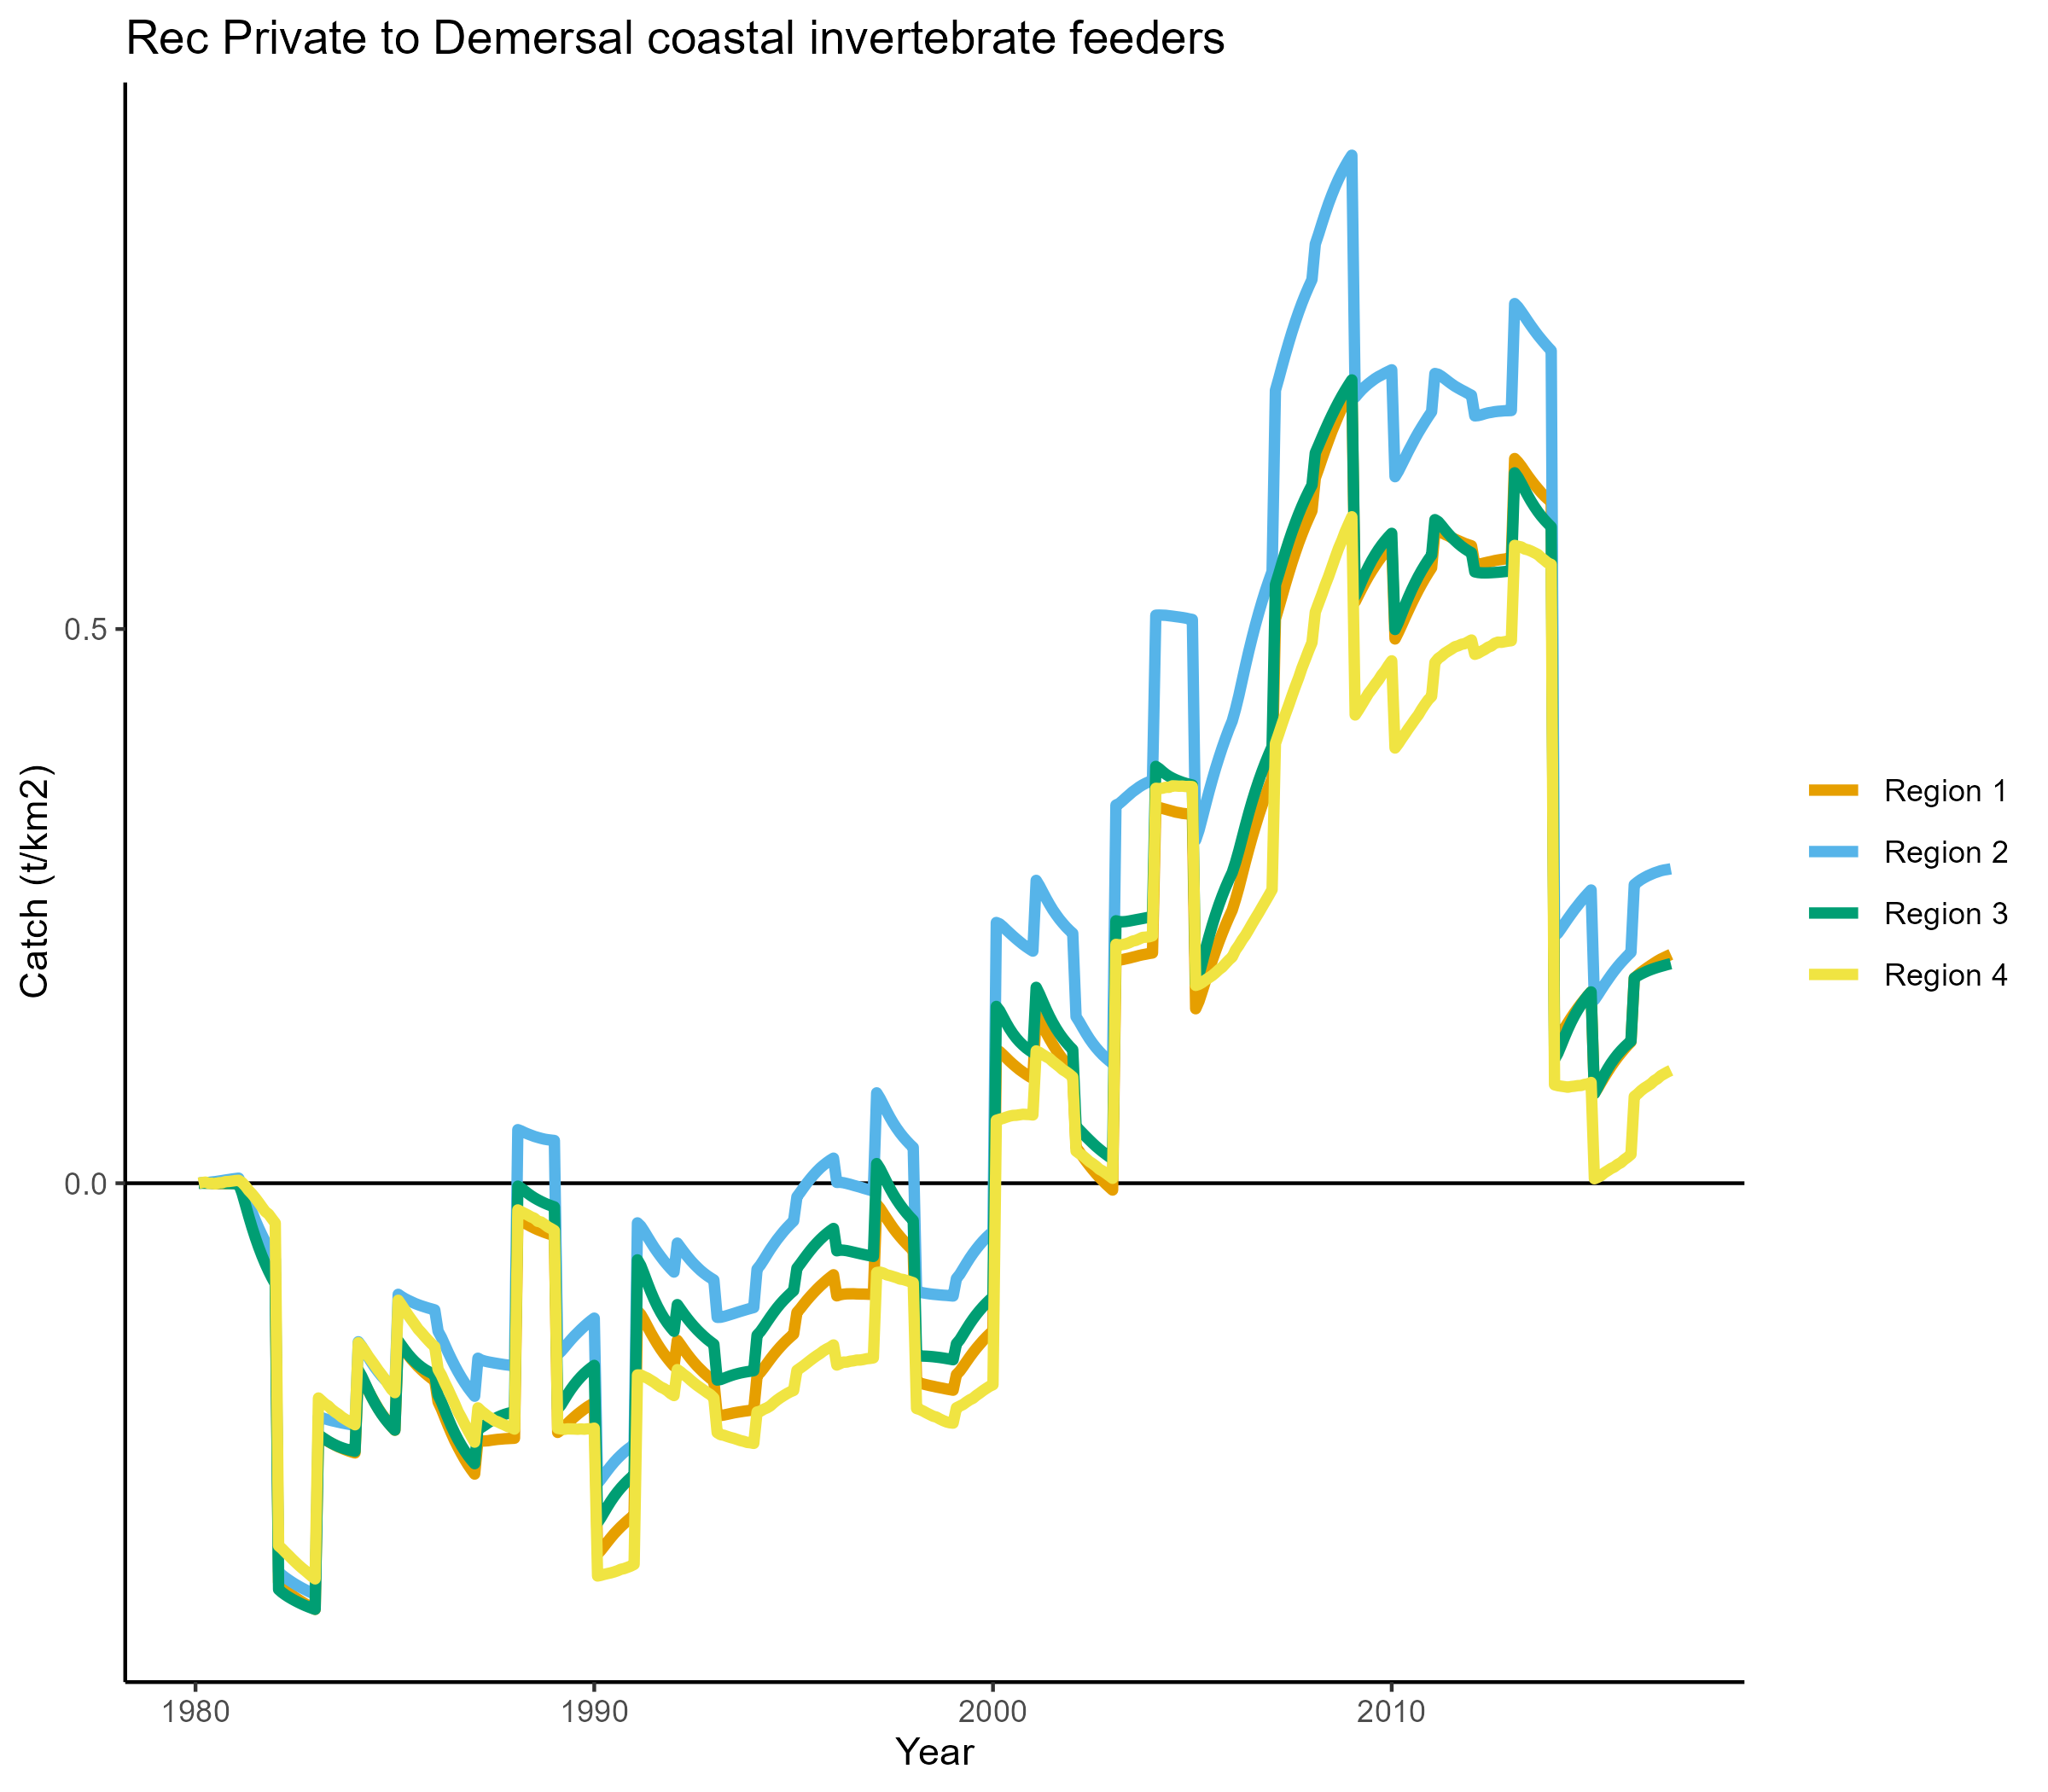 Rec Private to Demersal coastal invertebrate feeders
Catch (t/km2)
0.5
0.0
1980
1990
2000
2010
Year
Region 1
Region 2
Region 3
Region 4